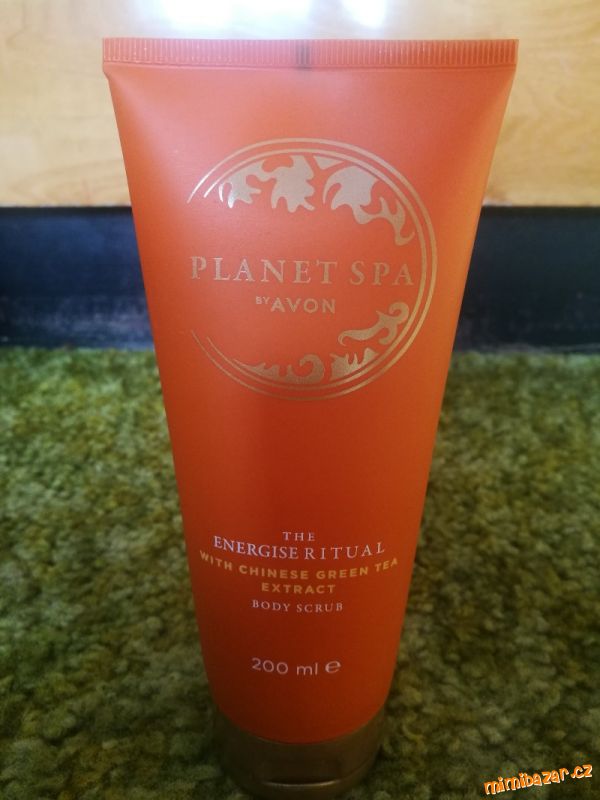 PLANET SPA
BY AVON
THE
ENERGISE RITUAL
WITH CHINESE GREEN TEA
EXTRACT
BODY SCRUB
200 ml ℮
mimibazar.cz